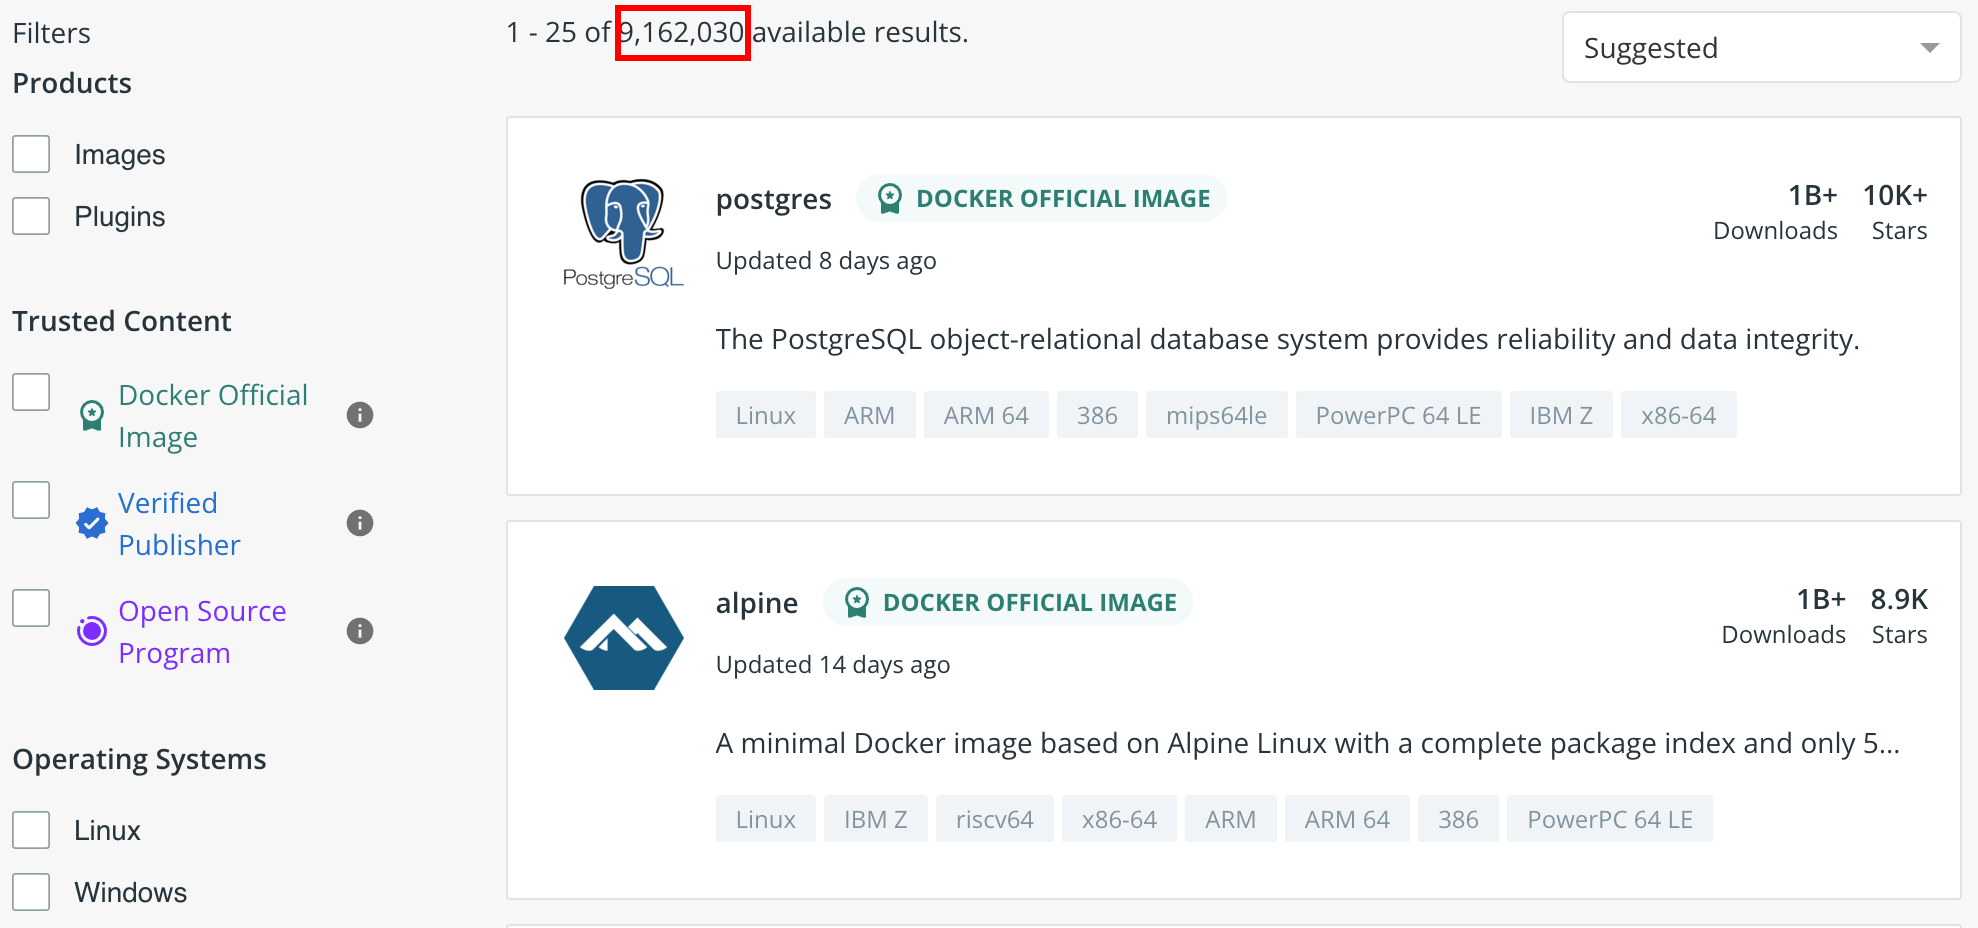 Filters
Products
Images
Plugins
Trusted Content
Docker Official
Image
Verified
Publisher
Open Source
Program
Operating Systems
Linux
Windows
1 - 25 of 9,162,030 available results.
Suggested
PostgreSQL
postgres DOCKER OFFICIAL IMAGE
1B+ 10K+
Downloads Stars
Updated 8 days ago
The PostgreSQL object-relational database system provides reliability and data integrity.
Linux ARM ARM 64 386 mips64le PowerPC 64 LE IBM Z x86-64
alpine DOCKER OFFICIAL IMAGE
1B+ 8.9K
Downloads Stars
Updated 14 days ago
A minimal Docker image based on Alpine Linux with a complete package index and only 5...
Linux IBM Z riscv64 x86-64 ARM ARM 64 386 PowerPC 64 LE